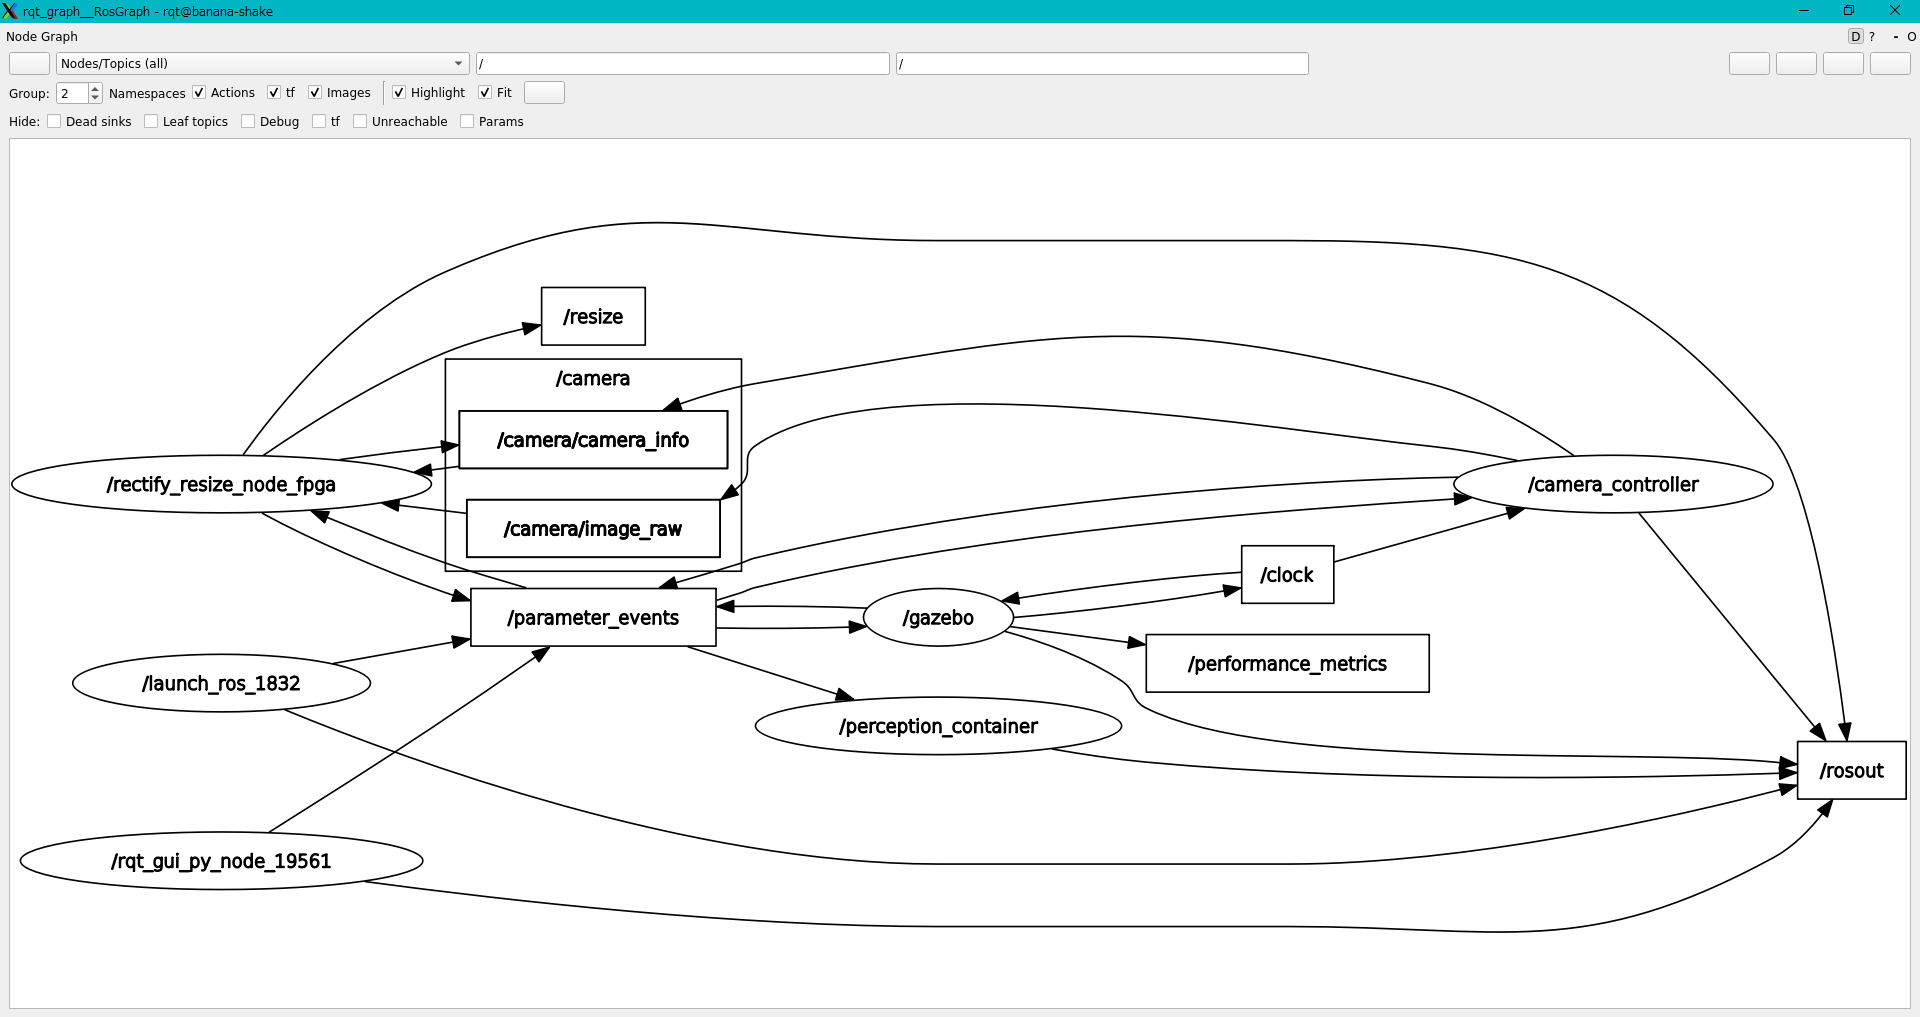 rqt_graph__RosGraph - rqt@banana-shake
Node Graph
D ? - O
Nodes/Topics (all) / /
Group: 2 Namespaces Actions tf Images Highlight Fit
Hide: Dead sinks Leaf topics Debug tf Unreachable Params
/resize
/camera
/camera/camera_info
/rectify_resize_node_fpga
/camera_controller
/camera/image_raw
/clock
/parameter_events
/gazebo
/performance_metrics
/launch_ros_1832
/perception_container
/rosout
/rqt_gui_py_node_19561